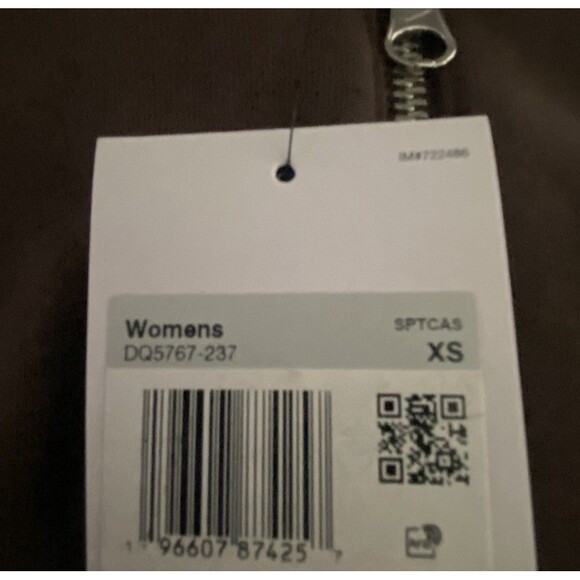 IM#722486
Womens
SPTCAS
DQ5767-237
XS
1 96607 87425 7